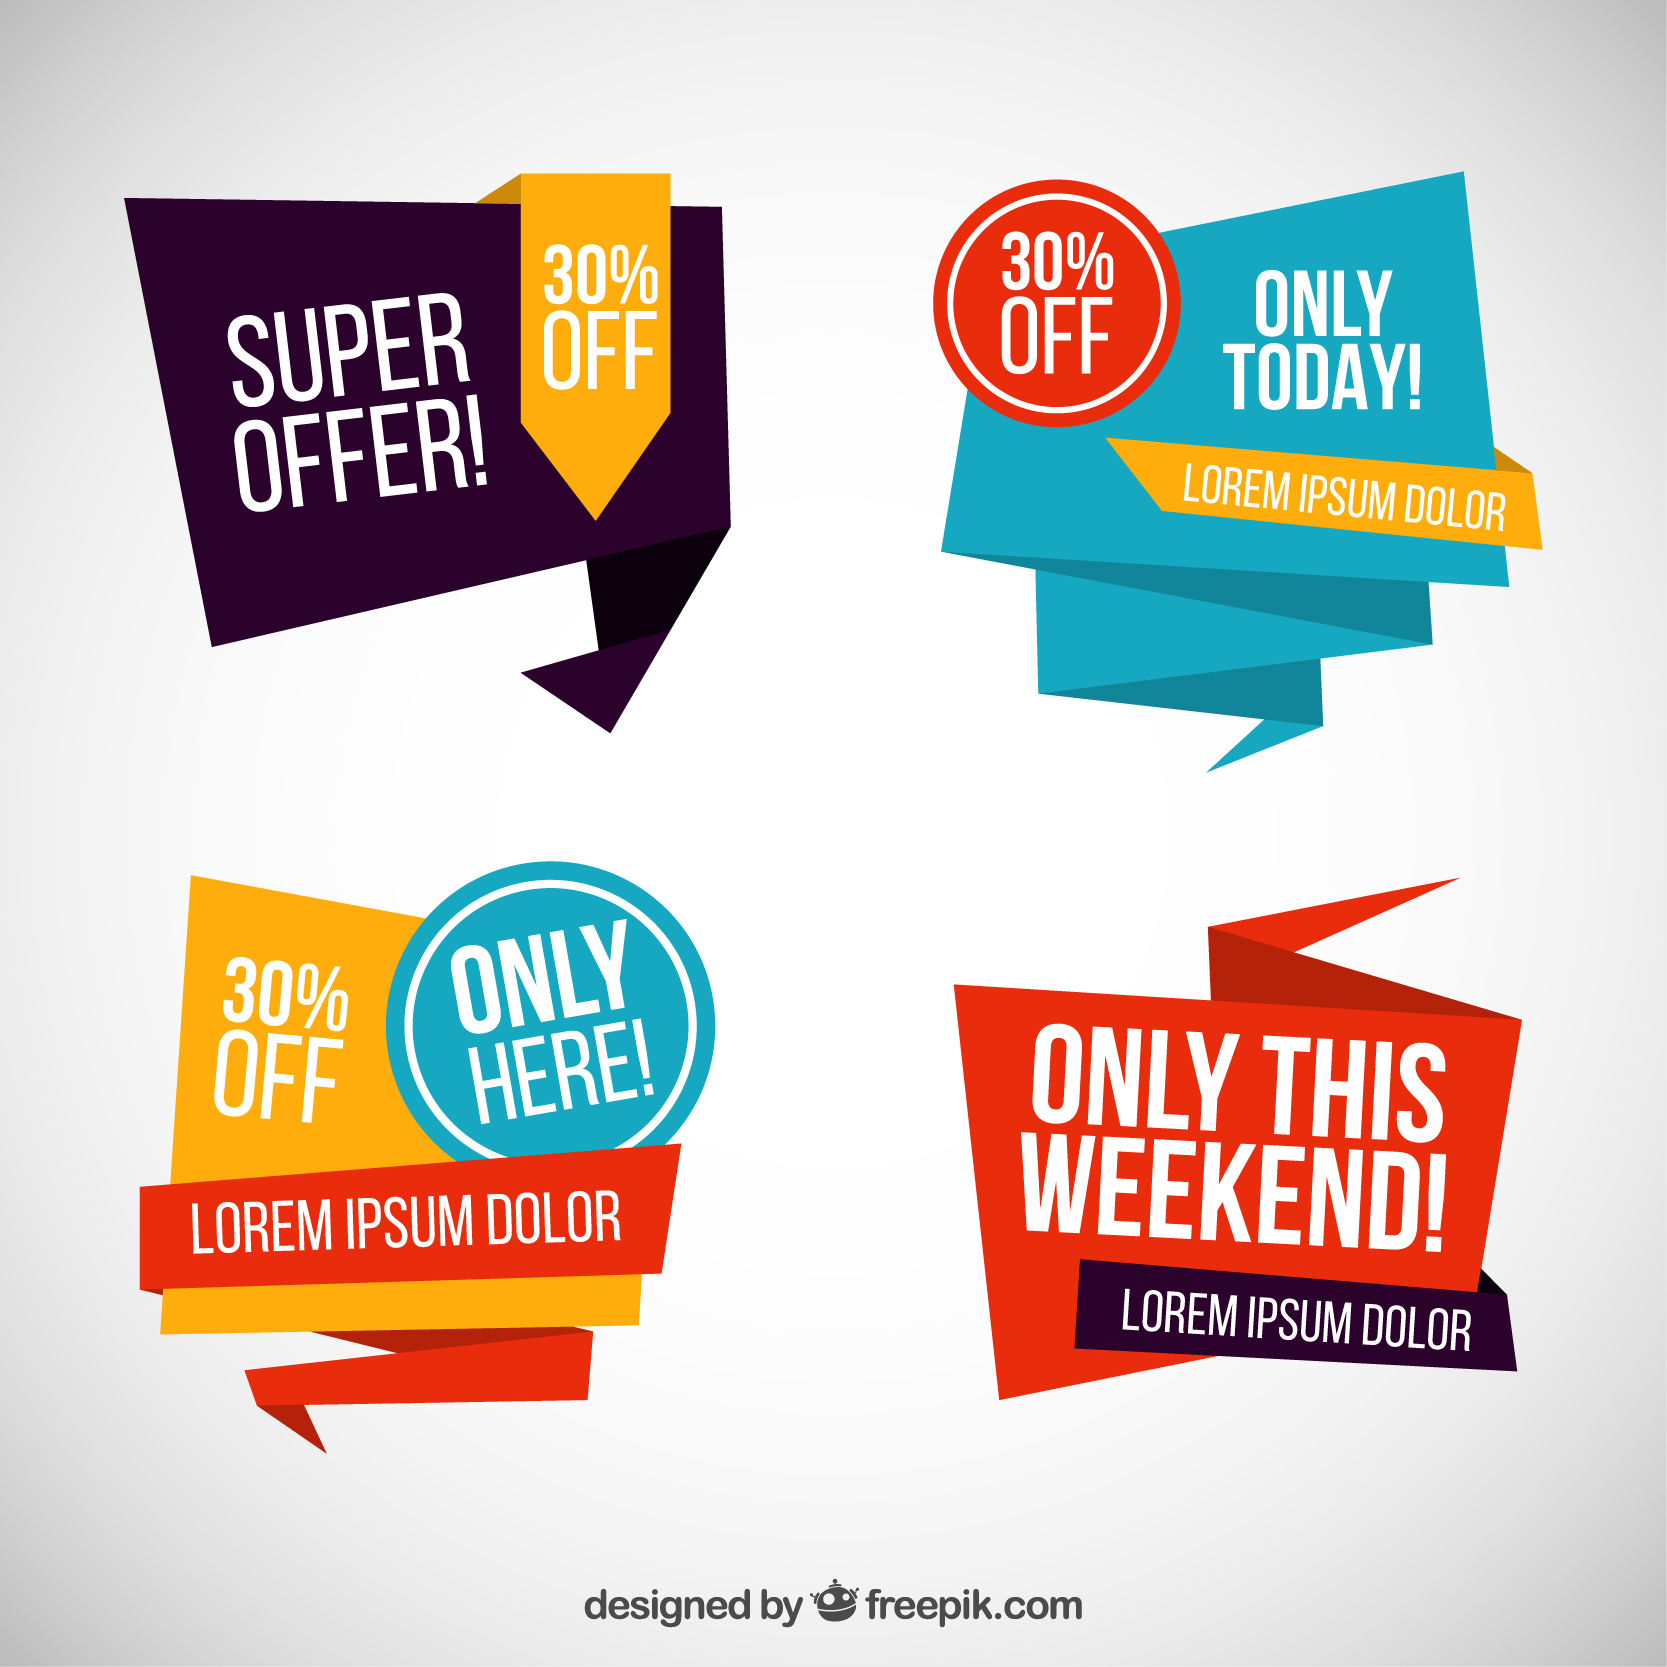 SUPER
OFFER!
30%
OFF
30%
OFF
ONLY
TODAY!
LOREM IPSUM DOLOR
30%
OFF
ONLY
HERE!
LOREM IPSUM DOLOR
ONLY THIS
WEEKEND!
LOREM IPSUM DOLOR
designed by freepik.com